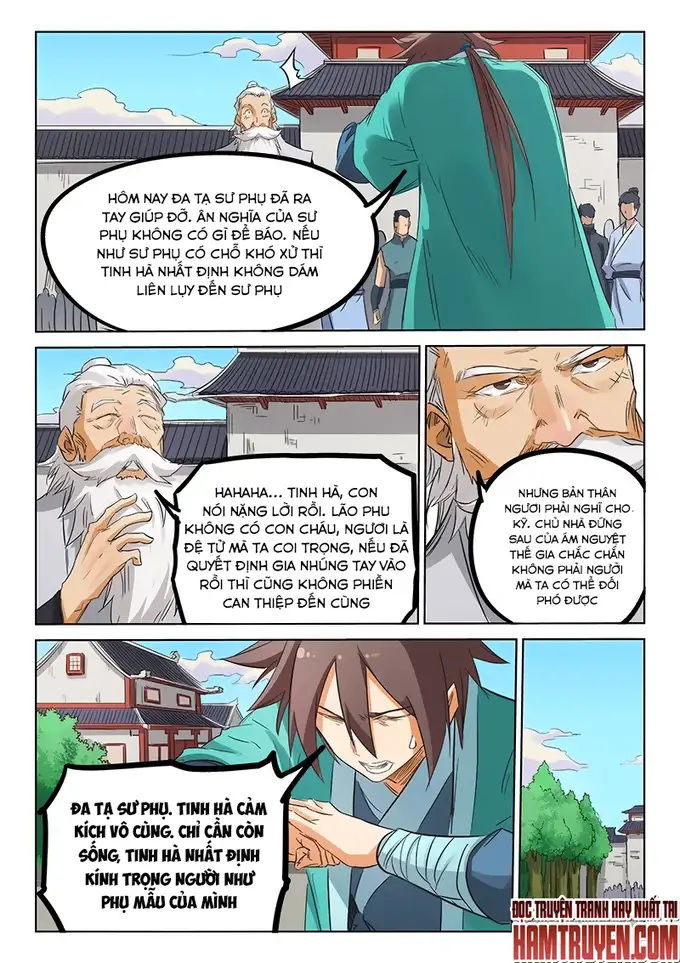 HÔM NAY ĐA TẠ SƯ PHỤ ĐÃ RA
TAY GIÚP ĐỠ. ÂN NGHĨA CỦA SƯ
PHỤ KHÔNG CÓ GÌ ĐỂ BÁO. NẾU
NHƯ SƯ PHỤ CÓ CHỖ KHÓ XỬ THÌ
TINH HÀ NHẤT ĐỊNH KHÔNG DÁM
LIÊN LỤY ĐẾN SƯ PHỤ
HAHAHA... TINH HÀ, CON
NÓI NẶNG LỜI RỒI. LÃO PHU
KHÔNG CÓ CON CHÁU, NGƯƠI LÀ
ĐỆ TỬ MÀ TA COI TRỌNG, NẾU ĐÃ
QUYẾT ĐỊNH GIA NHÚNG TAY VÀO
RỒI THÌ CŨNG KHÔNG PHIỀN
CAN THIỆP ĐẾN CÙNG
NHƯNG BẢN THÂN
NGƯƠI PHẢI NGHĨ CHO
KỸ. CHỦ NHÀ ĐỨNG
SAU CỦA ÁM NGUYỆT
THẾ GIA CHẮC CHẮN
KHÔNG PHẢI NGƯỜI
MÀ TA CÓ THỂ ĐỐI
PHÓ ĐƯỢC
ĐA TẠ SƯ PHỤ. TINH HÀ CẢM
KÍCH VÔ CÙNG. CHỈ CẦN CÒN
SỐNG, TINH HÀ NHẤT ĐỊNH
KÍNH TRỌNG NGƯỜI NHƯ
PHỤ MẪU CỦA MÌNH
ĐỌC TRUYỆN TRANH HAY NHẤT TẠI
HAMTRUYEN.COM